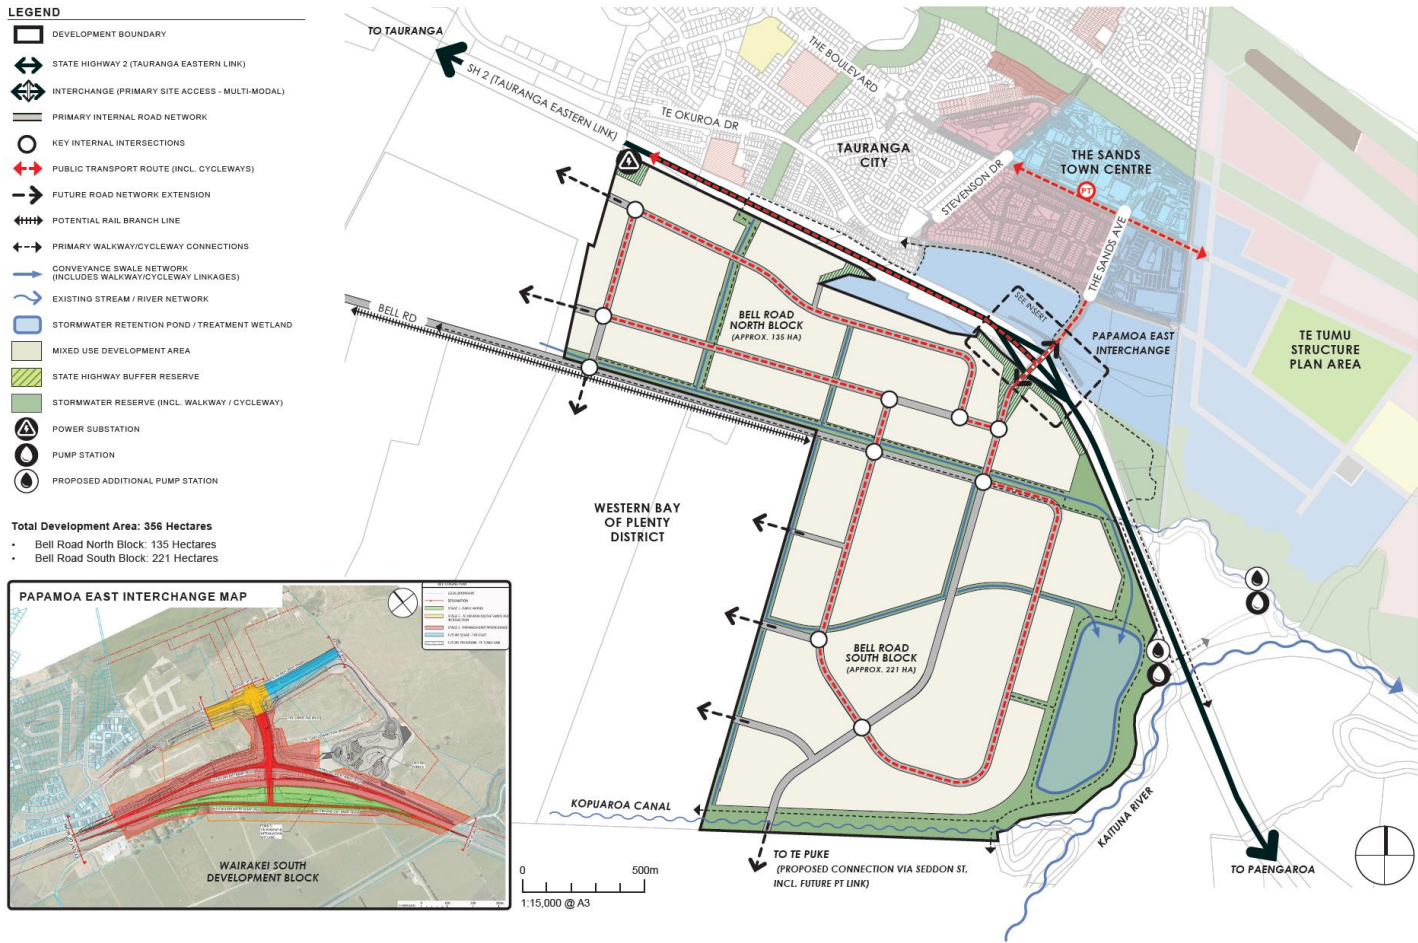 LEGEND
DEVELOPMENT BOUNDARY
STATE HIGHWAY 2 (TAURANGA EASTERN LINK)
INTERCHANGE (PRIMARY SITE ACCESS - MULTI-MODAL)
PRIMARY INTERNAL ROAD NETWORK
KEY INTERNAL INTERSECTIONS
PUBLIC TRANSPORT ROUTE (INCL. CYCLEWAYS)
FUTURE ROAD NETWORK EXTENSION
POTENTIAL RAIL BRANCH LINE
PRIMARY WALKWAY/CYCLEWAY CONNECTIONS
CONVEYANCE SWALE NETWORK
(INCLUDES WALKWAY/CYCLEWAY LINKAGES)
EXISTING STREAM / RIVER NETWORK
STORMWATER RETENTION POND / TREATMENT WETLAND
MIXED USE DEVELOPMENT AREA
STATE HIGHWAY BUFFER RESERVE
STORMWATER RESERVE (INCL. WALKWAY / CYCLEWAY)
POWER SUBSTATION
PUMP STATION
PROPOSED ADDITIONAL PUMP STATION
Total Development Area: 356 Hectares
• Bell Road North Block: 135 Hectares
• Bell Road South Block: 221 Hectares
TO TAURANGA
SH 2 (TAURANGA EASTERN LINK)
THE BOULEVARD
TE OKUROA DR
TAURANGA
CITY
STEVENSON DR
THE SANDS
TOWN CENTRE
PT
THE SANDS AVE
SEE INSERT
PAPAMOA EAST
INTERCHANGE
TE TUMU
STRUCTURE
PLAN AREA
BELL RD
BELL ROAD
NORTH BLOCK
(APPROX. 135 HA)
WESTERN BAY
OF PLENTY
DISTRICT
BELL ROAD
SOUTH BLOCK
(APPROX. 221 HA)
KOPUAROA CANAL
KAITUNA RIVER
TO PAENGAROA
TO TE PUKE
(PROPOSED CONNECTION VIA SEDDON ST,
INCL. FUTURE PT LINK)
0 500m
1:15,000 @ A3
PAPAMOA EAST INTERCHANGE MAP
LEGAL BOUNDARY
DESIGNATION
WAIRAKEI SOUTH
DEVELOPMENT BLOCK